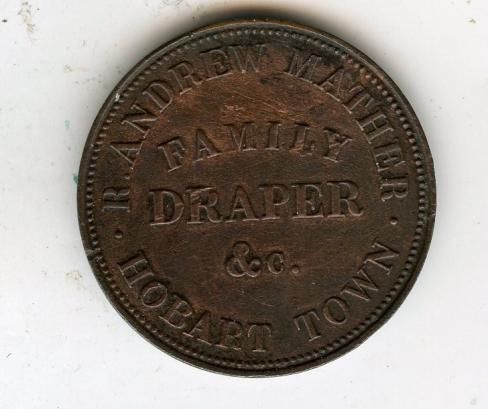 R. ANDREW MATHER
FAMILY
DRAPER
&c.
HOBART TOWN